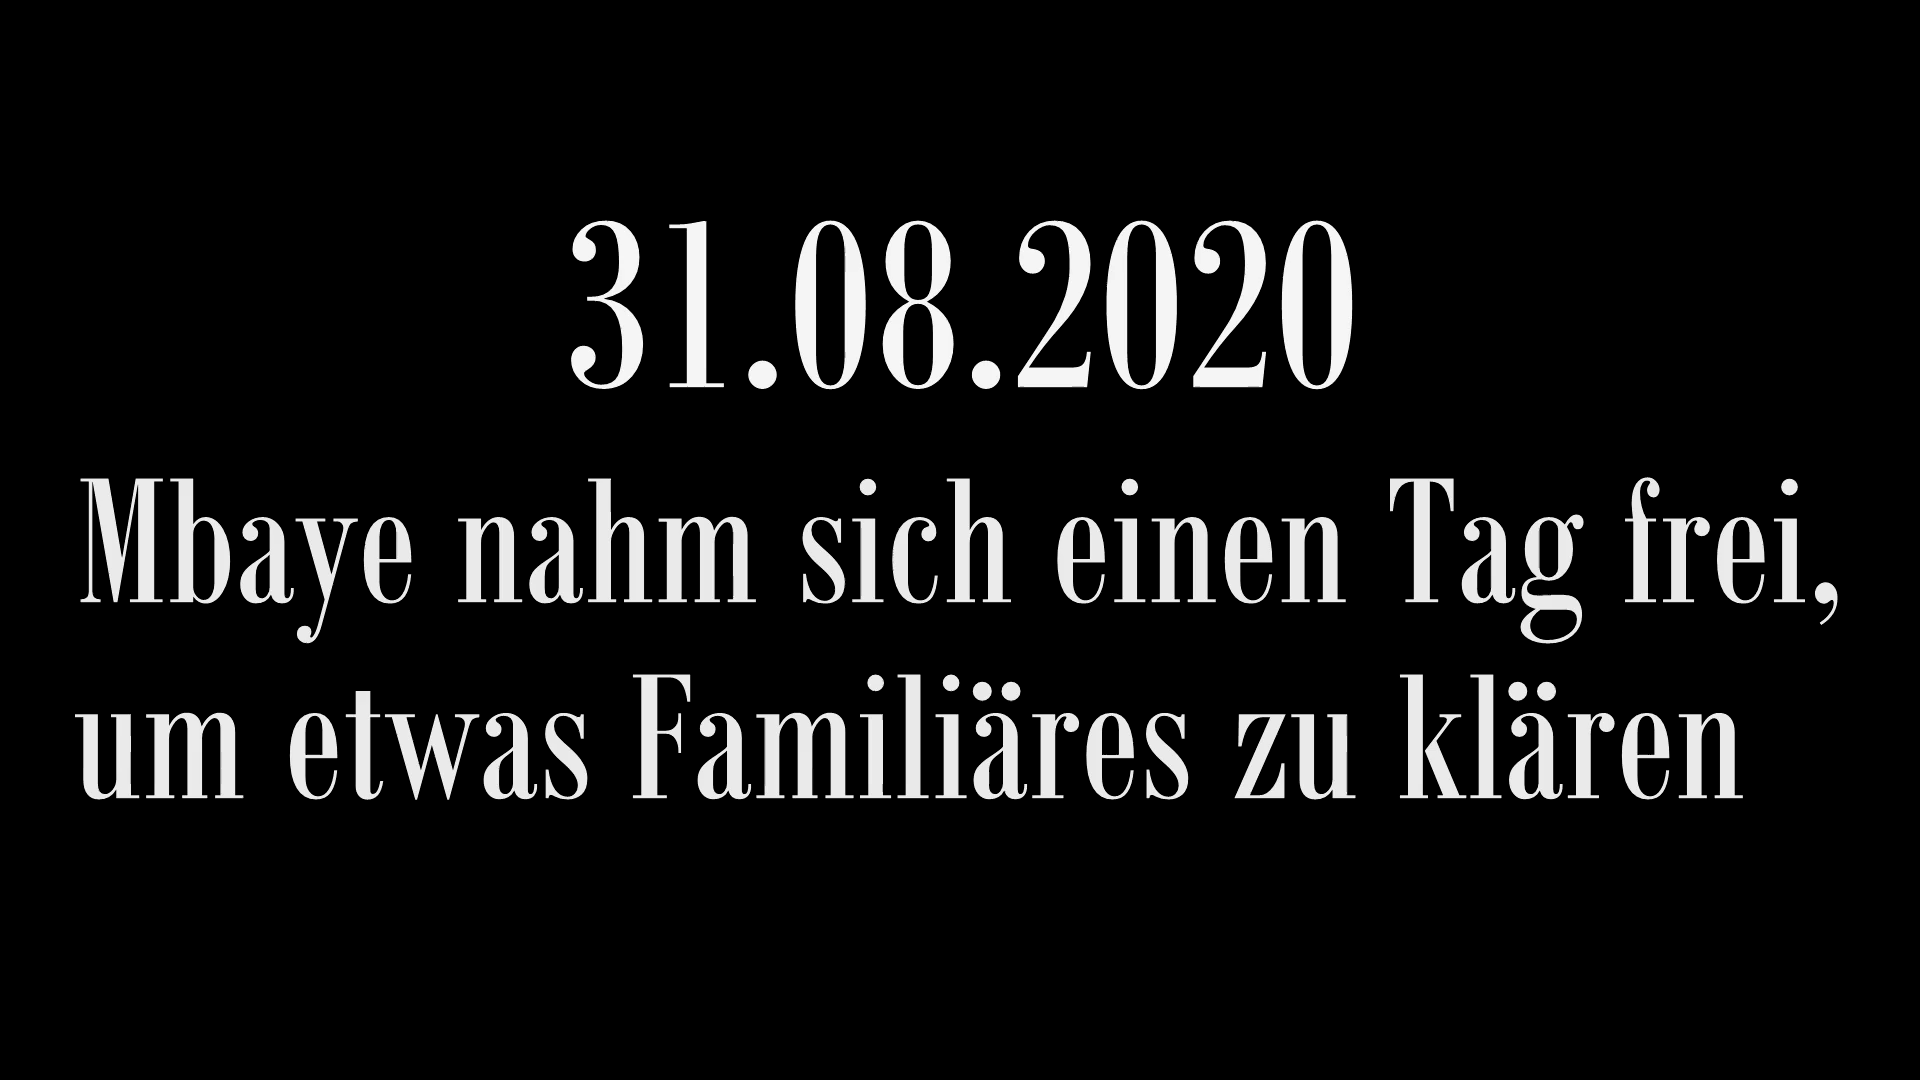 31.08.2020
Mbaye nahm sich einen Tag frei,
um etwas Familiäres zu klären